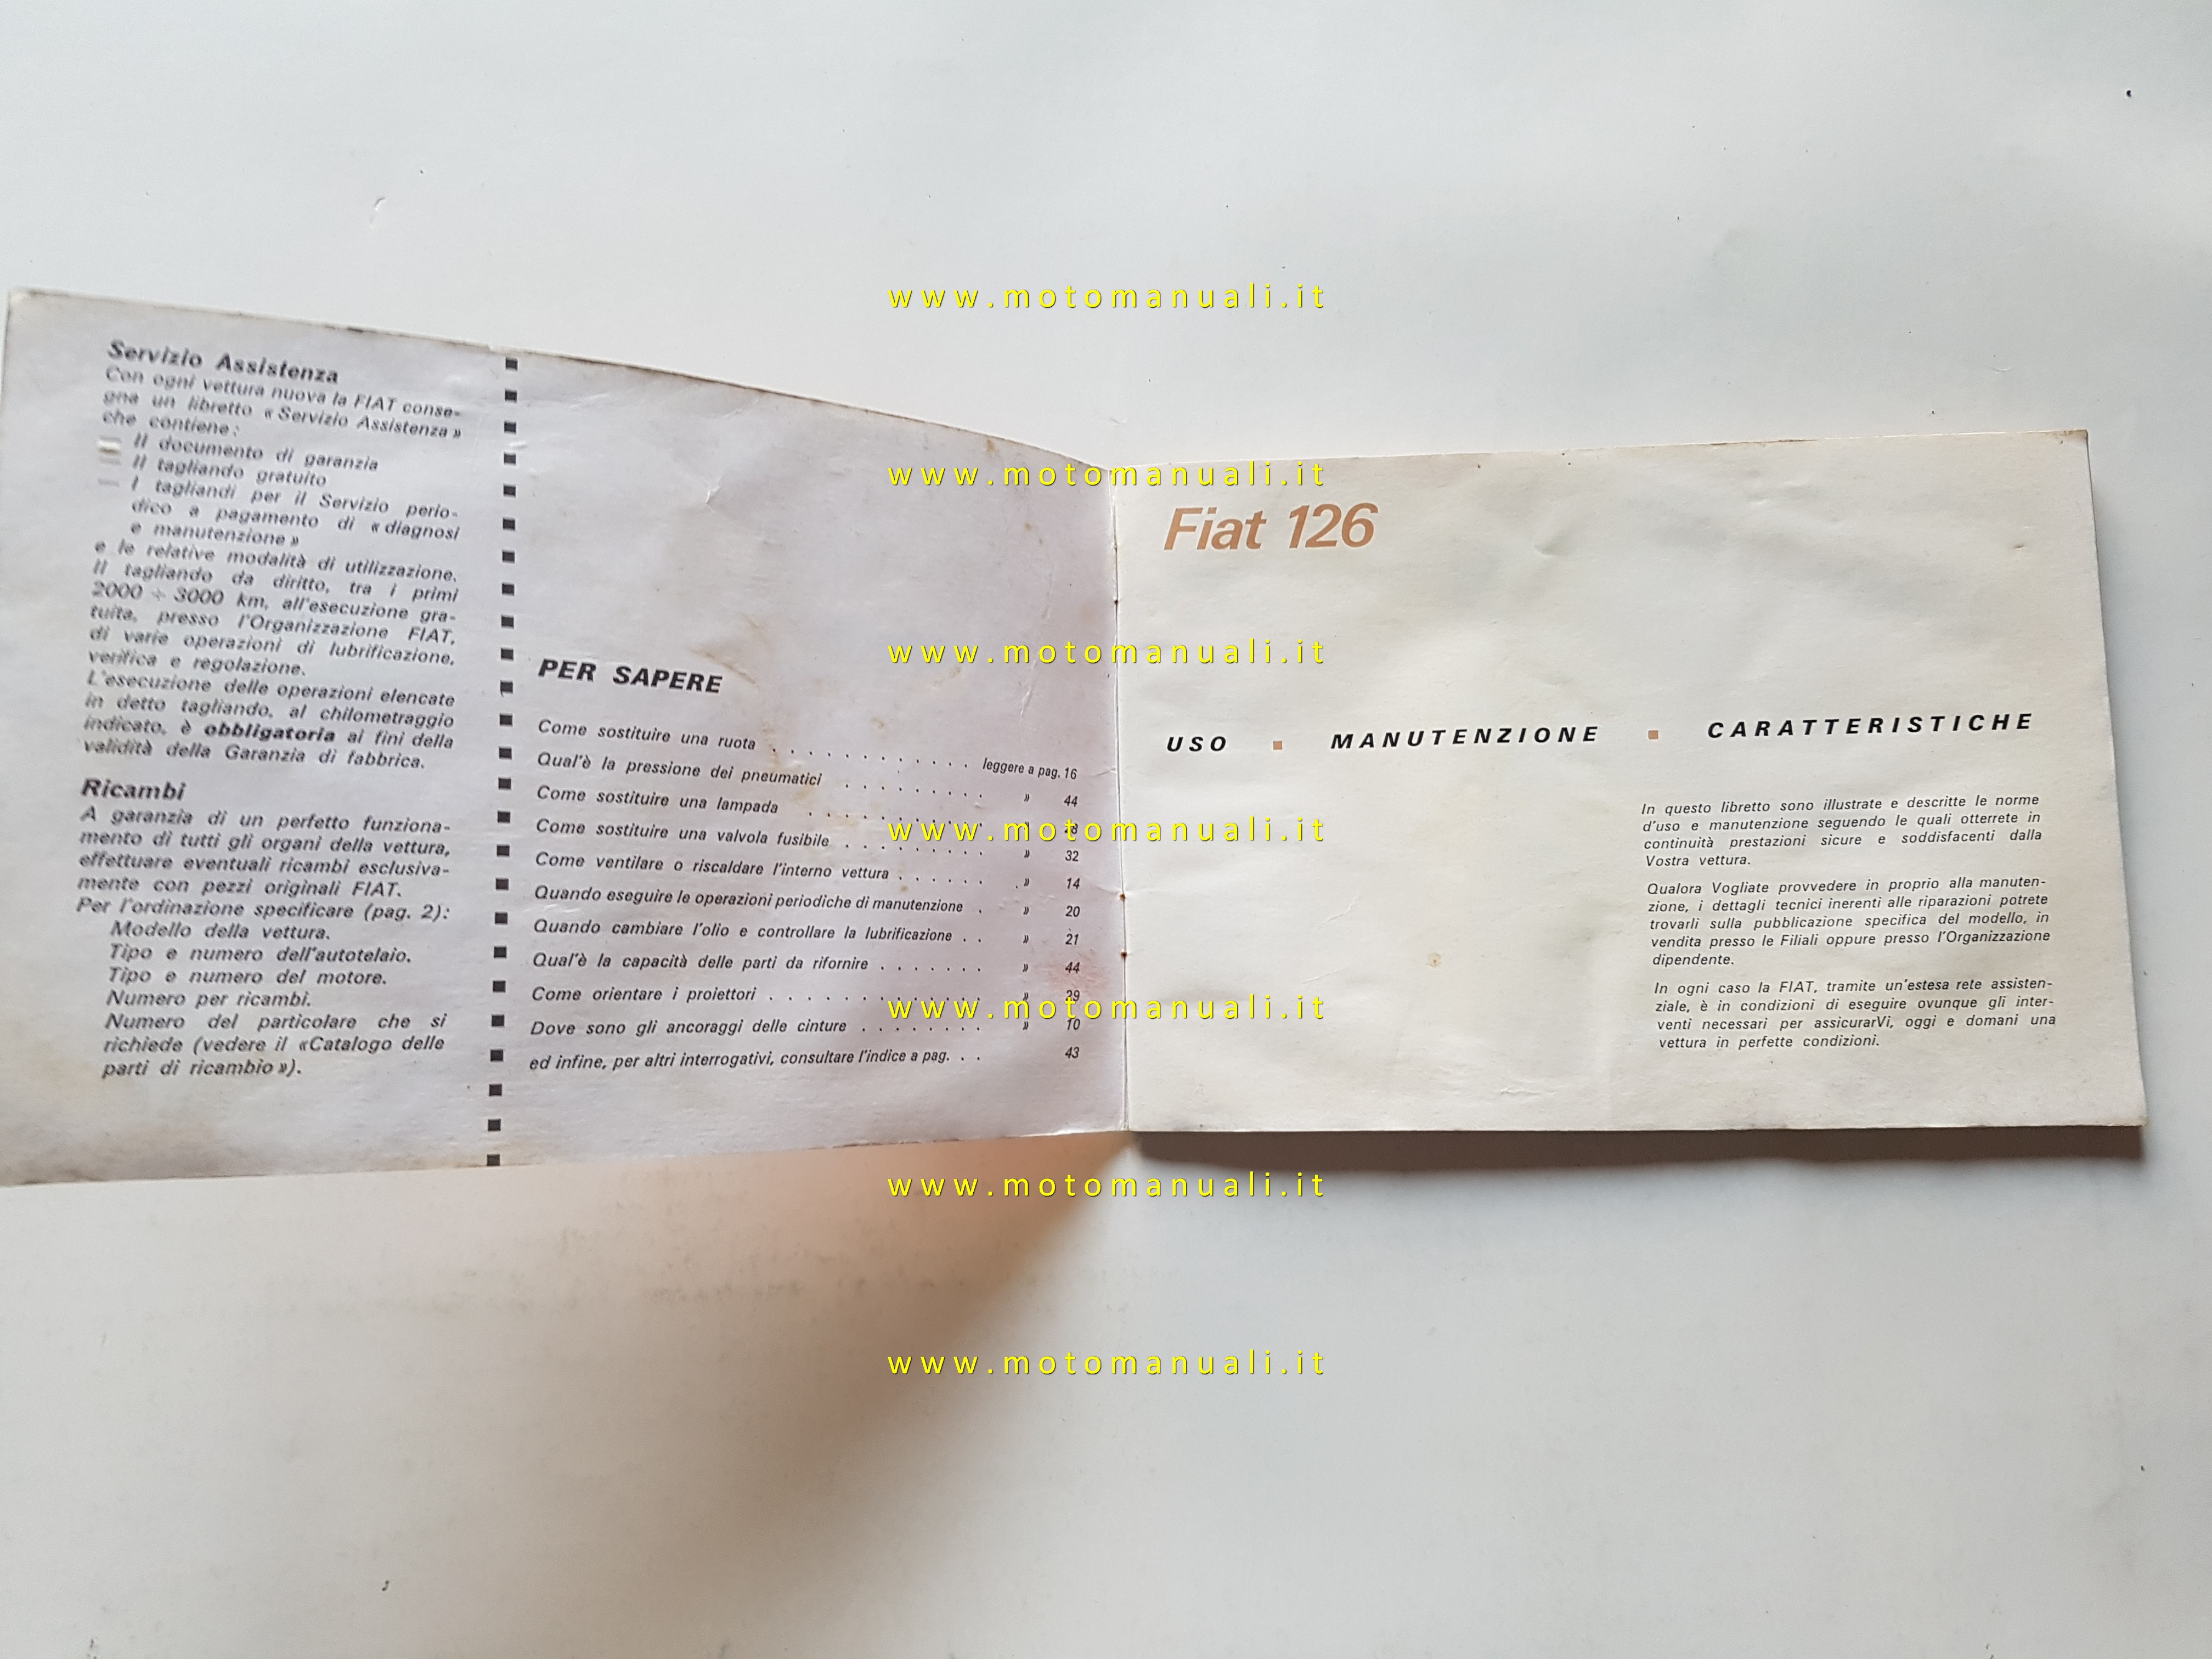 Servizio Assistenza
Con ogni vettura nuova la FIAT conse-
gna un libretto « Servizio Assistenza »
che contiene:
— Il documento di garanzia
— Il tagliando gratuito
— I tagliandi per il Servizio perio-
dico a pagamento di « diagnosi
e manutenzione »
e le relative modalità di utilizzazione.
Il tagliando da diritto, tra i primi
2000 ÷ 3000 km, all'esecuzione gra-
tuita, presso l'Organizzazione FIAT,
di varie operazioni di lubrificazione,
verifica e regolazione.
L'esecuzione delle operazioni elencate
in detto tagliando, al chilometraggio
indicato, è obbligatoria ai fini della
validità della Garanzia di fabbrica.
Ricambi
A garanzia di un perfetto funziona-
mento di tutti gli organi della vettura,
effettuare eventuali ricambi esclusiva-
mente con pezzi originali FIAT.
Per l'ordinazione specificare (pag. 2):
Modello della vettura.
Tipo e numero dell'autotelaio.
Tipo e numero del motore.
Numero per ricambi.
Numero del particolare che si
richiede (vedere il «Catalogo delle
parti di ricambio»).
PER SAPERE
Come sostituire una ruota . . . . . . . . . . . . leggere a pag. 16
Qual'è la pressione dei pneumatici . . . . . . . . . » 44
Come sostituire una lampada . . . . . . . . . . . »
Come sostituire una valvola fusibile . . . . . . . . . » 32
Come ventilare o riscaldare l'interno vettura . . . . . . . » 14
Quando eseguire le operazioni periodiche di manutenzione . » 20
Quando cambiare l'olio e controllare la lubrificazione . . » 21
Qual'è la capacità delle parti da rifornire . . . . . . . » 44
Come orientare i proiettori . . . . . . . . . . . . . » 29
Dove sono gli ancoraggi delle cinture . . . . . . . . » 10
ed infine, per altri interrogativi, consultare l'indice a pag. . . 43
Fiat 126
USO ▪ MANUTENZIONE ▪ CARATTERISTICHE
In questo libretto sono illustrate e descritte le norme
d'uso e manutenzione seguendo le quali otterrete in
continuità prestazioni sicure e soddisfacenti dalla
Vostra vettura.
Qualora Vogliate provvedere in proprio alla manuten-
zione, i dettagli tecnici inerenti alle riparazioni potrete
trovarli sulla pubblicazione specifica del modello, in
vendita presso le Filiali oppure presso l'Organizzazione
dipendente.
In ogni caso la FIAT, tramite un'estesa rete assisten-
ziale, è in condizioni di eseguire ovunque gli inter-
venti necessari per assicurarVi, oggi e domani una
vettura in perfette condizioni.
www.motomanuali.it
www.motomanuali.it
www.motomanuali.it
www.motomanuali.it
www.motomanuali.it
www.motomanuali.it
www.motomanuali.it